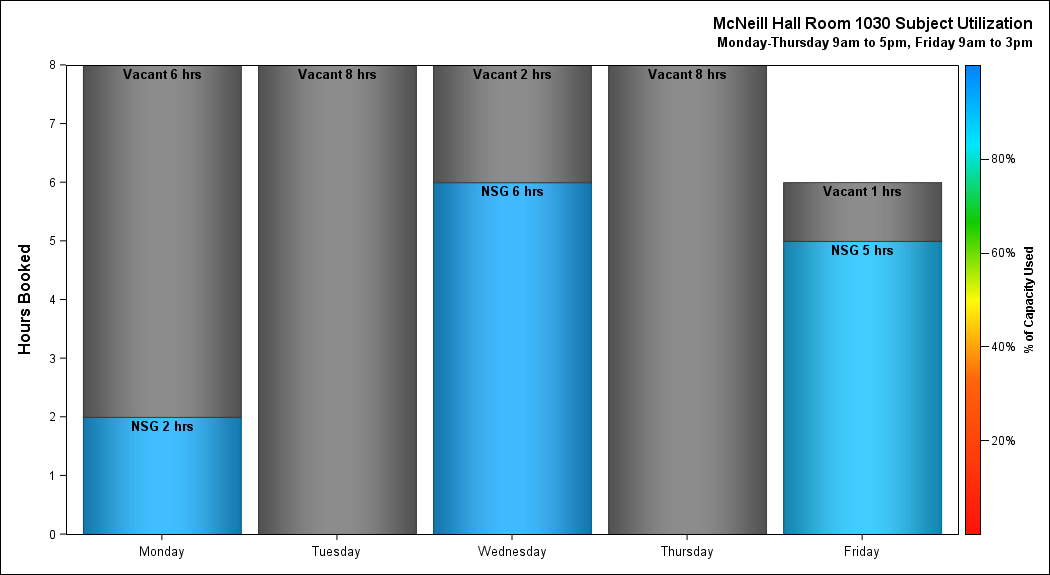 McNeill Hall Room 1030 Subject Utilization
Monday-Thursday 9am to 5pm, Friday 9am to 3pm
Hours Booked
8
7
6
5
4
3
2
1
0
Vacant 6 hrs
NSG 2 hrs
Vacant 8 hrs
Vacant 2 hrs
NSG 6 hrs
Vacant 8 hrs
Vacant 1 hrs
NSG 5 hrs
Monday
Tuesday
Wednesday
Thursday
Friday
80%
60%
40%
20%
% of Capacity Used